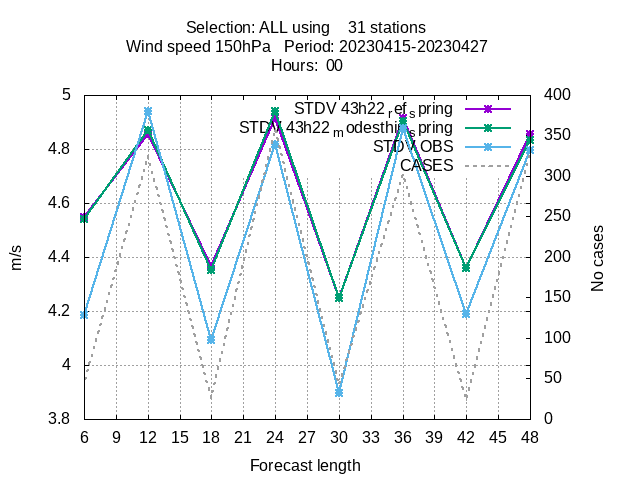 Selection: ALL using 31 stations
Wind speed 150hPa Period: 20230415-20230427
Hours: 00
5 400
STDV 43h22_ref_spring
STDV 43h22_modesthigs_spring
STDV OBS
CASES
4.8 350
4.6 300
4.4 250
4.2 200
4 150
3.8 100
50
0
m/s
No cases
6 9 12 15 18 21 24 27 30 33 36 39 42 45 48
Forecast length